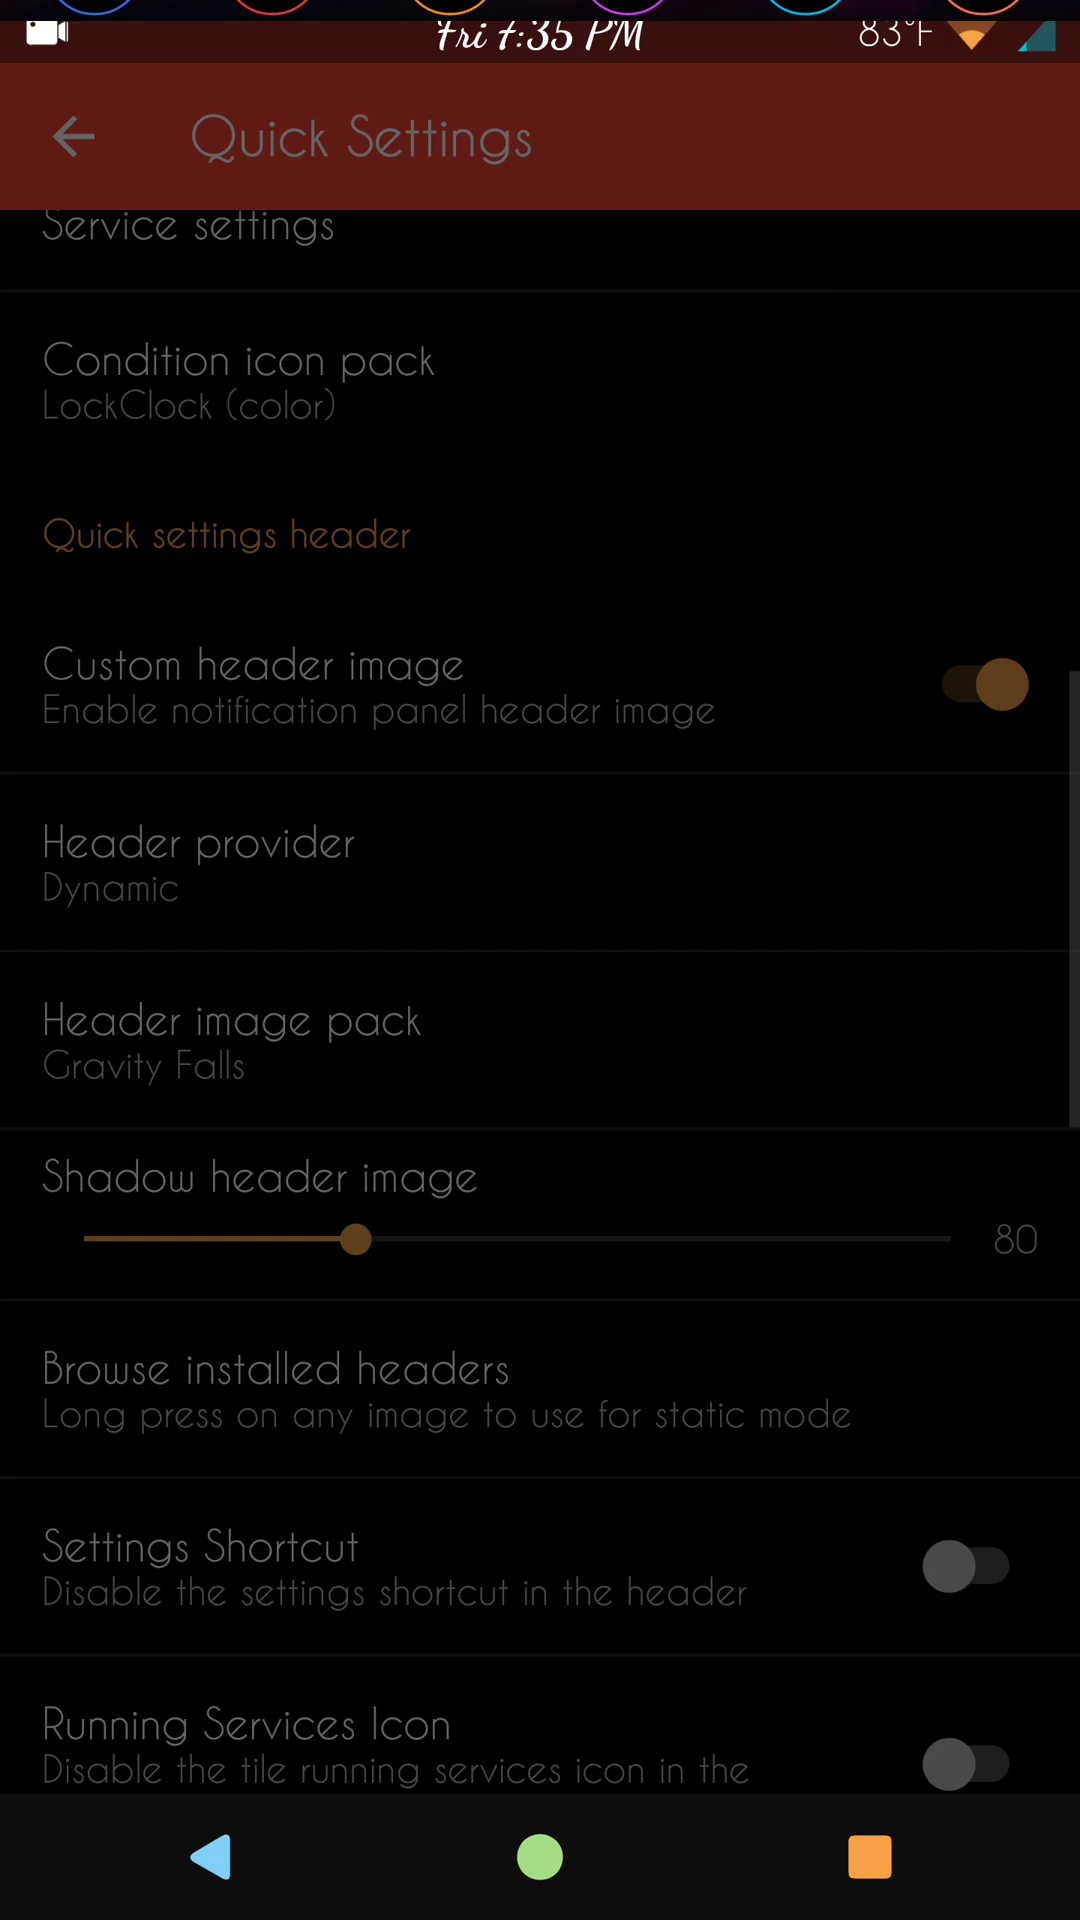 Fri 7:35 PM
83°F
Quick Settings
Service settings
Condition icon pack
LockClock (color)
Quick settings header
Custom header image
Enable notification panel header image
Header provider
Dynamic
Header image pack
Gravity Falls
Shadow header image
80
Browse installed headers
Long press on any image to use for static mode
Settings Shortcut
Disable the settings shortcut in the header
Running Services Icon
Disable the tile running services icon in the